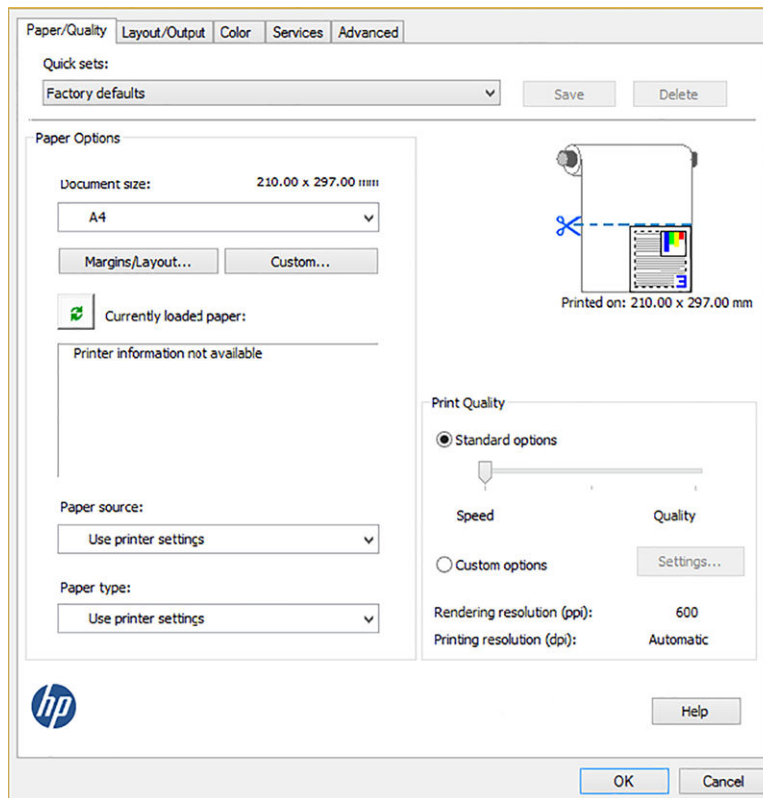 Paper/Quality Layout/Output Color Services Advanced
Quick sets:
Factory defaults
Save
Delete
Paper Options
Document size:
210.00 x 297.00 mm
A4
Margins/Layout...
Custom...
Currently loaded paper:
Printer information not available
Paper source:
Use printer settings
Paper type:
Use printer settings
3
Printed on: 210.00 x 297.00 mm
Print Quality
Standard options
Speed
Quality
Custom options
Settings...
Rendering resolution (ppi): 600
Printing resolution (dpi): Automatic
hp
Help
OK
Cancel